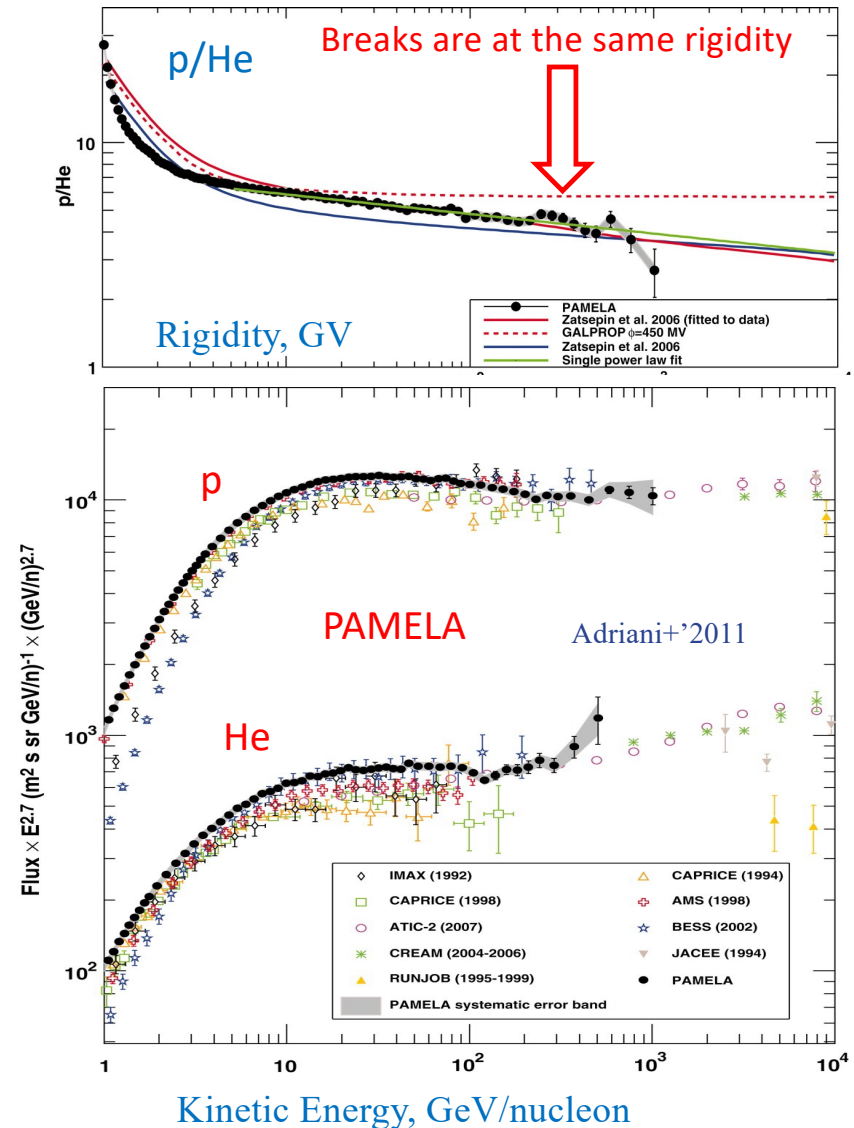 Breaks are at the same rigidity
p/He
10
p/He
Rigidity, GV
1
PAMELA
Zatsepin et al. 2006 (fitted to data)
GALPROP ϕ=450 MV
Zatsepin et al. 2006
Single power law fit
p
10⁴
PAMELA
Adriani+’2011
10³
He
Flux × E²·⁷ (m² s sr GeV/n)⁻¹ × (GeV/n)²·⁷
IMAX (1992)
CAPRICE (1994)
CAPRICE (1998)
AMS (1998)
ATIC-2 (2007)
BESS (2002)
CREAM (2004-2006)
JACEE (1994)
RUNJOB (1995-1999)
PAMELA
PAMELA systematic error band
10²
1 10 10² 10³ 10⁴
Kinetic Energy, GeV/nucleon